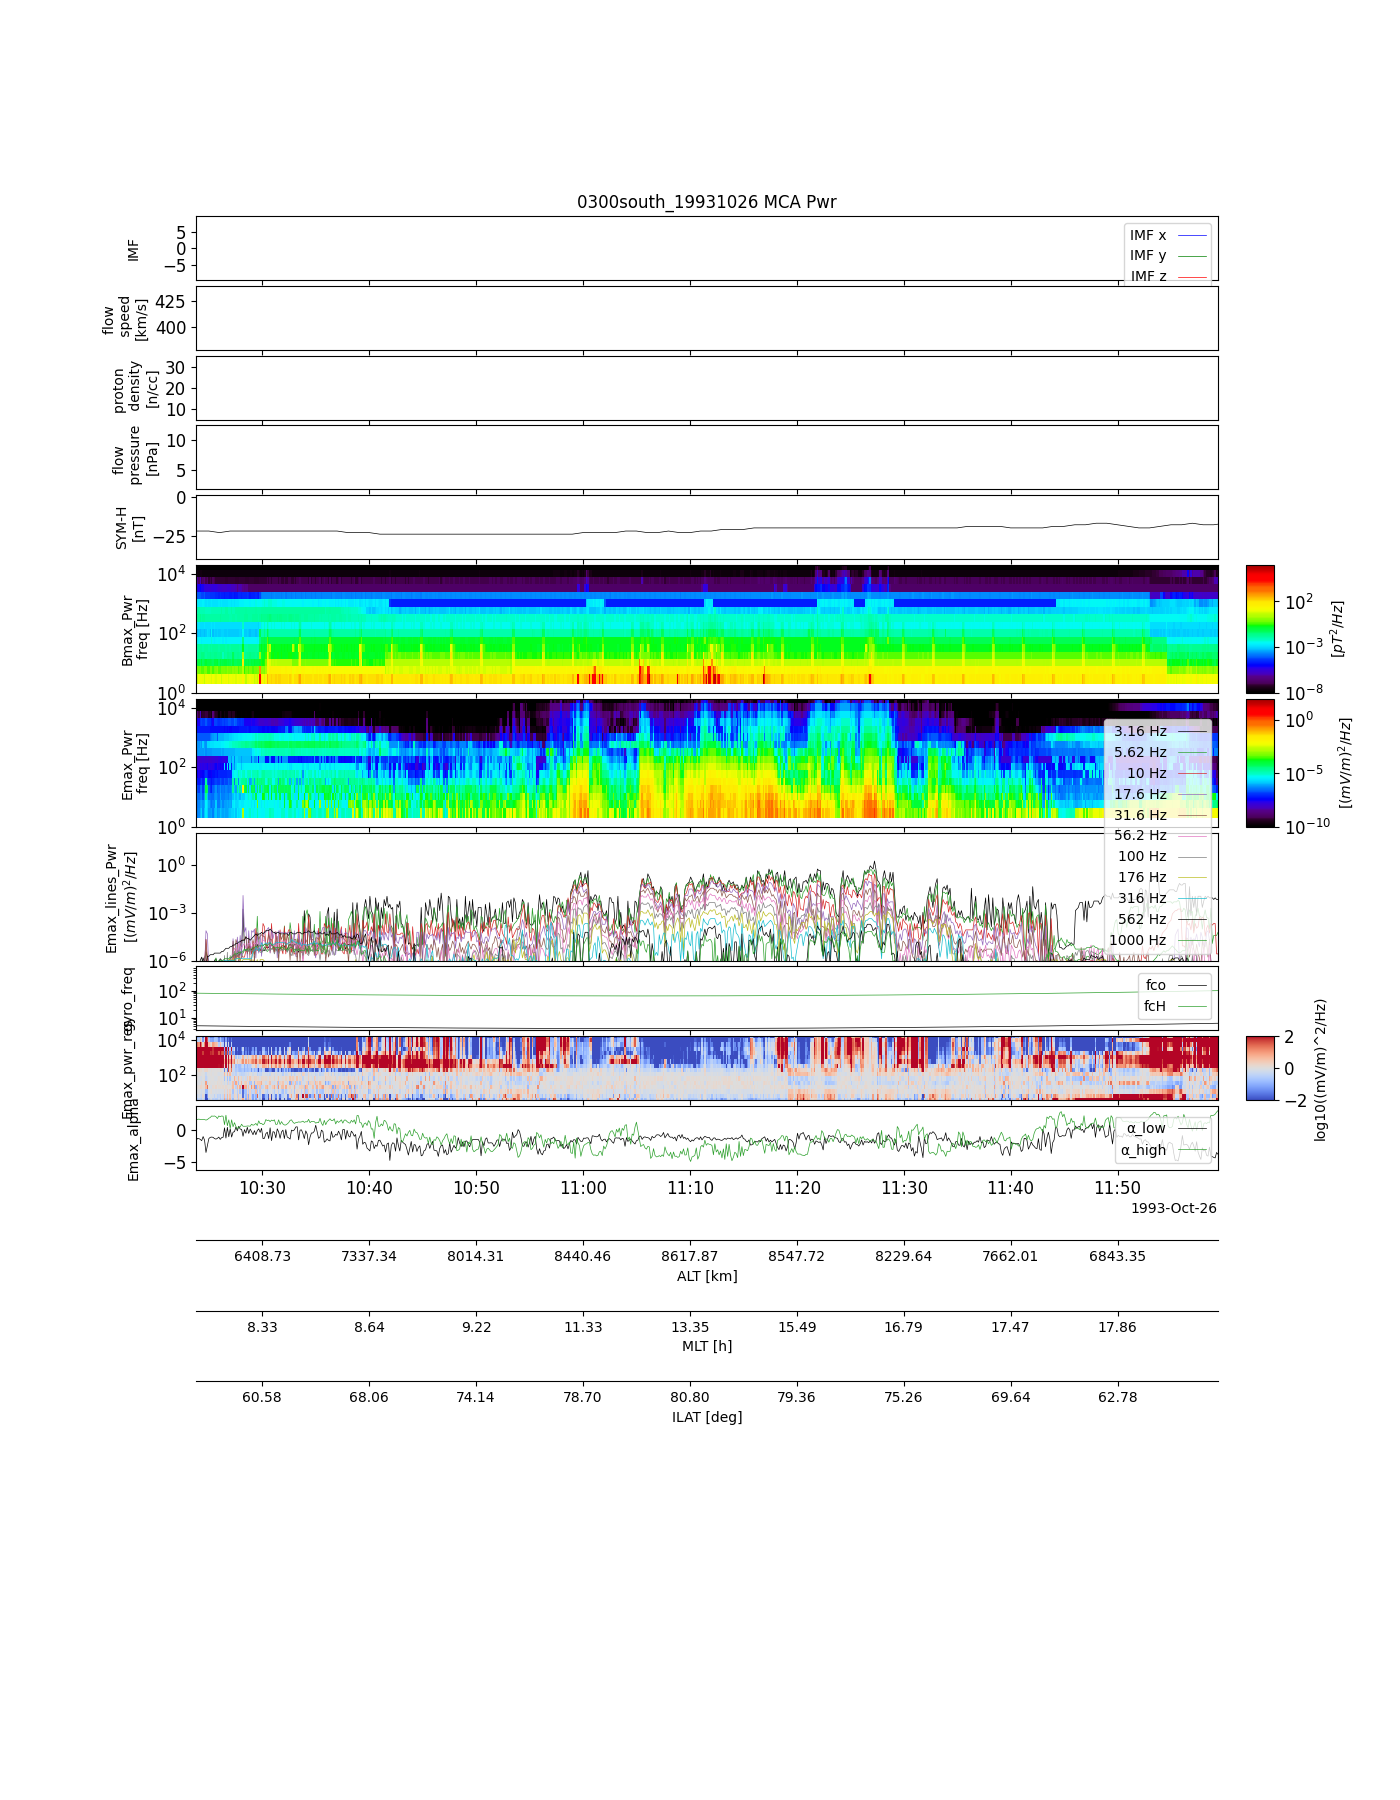 0300south_19931026 MCA Pwr
IMF
5
0
−5
IMF x
IMF y
IMF z
flow
speed
[km/s]
425
400
proton
density
[n/cc]
30
20
10
flow
pressure
[nPa]
10
5
SYM-H
[nT]
0
−25
Bmax_Pwr
freq [Hz]
10^4
10^2
10^0
10^2
10^−3
10^−8
[pT^2/Hz]
Emax_Pwr
freq [Hz]
10^4
10^2
10^0
10^0
10^−5
10^−10
[(mV/m)^2/Hz]
3.16 Hz
5.62 Hz
10 Hz
17.6 Hz
31.6 Hz
56.2 Hz
100 Hz
176 Hz
316 Hz
562 Hz
1000 Hz
Emax_lines_Pwr
[(mV/m)^2/Hz]
10^0
10^−3
10^−6
gyro_freq
10^2
10^1
fco
fcH
Emax_pwr_reg
10^4
10^2
2
0
−2
log10((mV/m)^2/Hz)
Emax_alpha
0
−5
α_low
α_high
10:30 10:40 10:50 11:00 11:10 11:20 11:30 11:40 11:50
1993-Oct-26
6408.73 7337.34 8014.31 8440.46 8617.87 8547.72 8229.64 7662.01 6843.35
ALT [km]
8.33 8.64 9.22 11.33 13.35 15.49 16.79 17.47 17.86
MLT [h]
60.58 68.06 74.14 78.70 80.80 79.36 75.26 69.64 62.78
ILAT [deg]